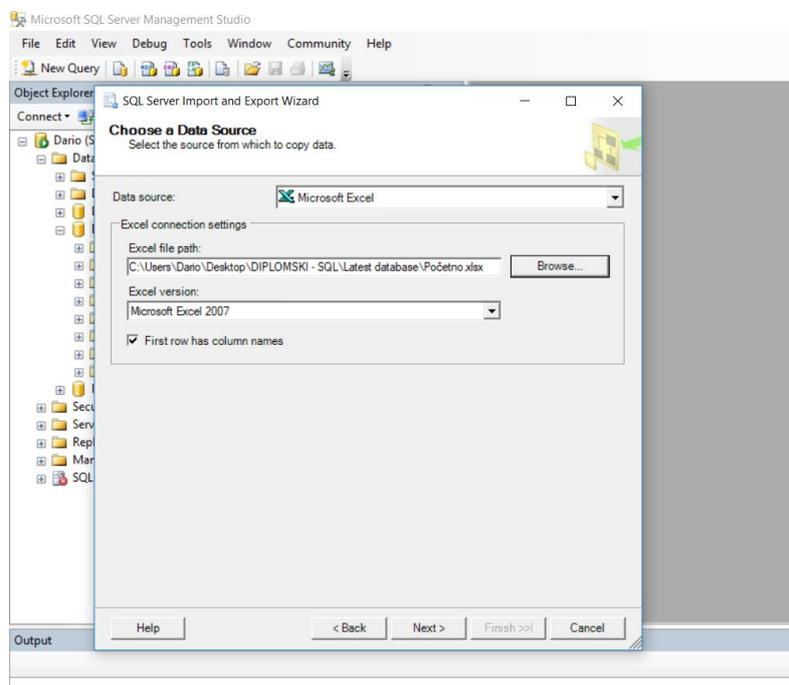 Microsoft SQL Server Management Studio
File Edit View Debug Tools Window Community Help
New Query
Object Explorer
SQL Server Import and Export Wizard
Connect
Choose a Data Source
Select the source from which to copy data.
Dario (S
Data
Data source: Microsoft Excel
Excel connection settings
Excel file path:
C:\Users\Dario\Desktop\DIPLOMSKI - SQL\Latest database\Početno.xlsx Browse...
Excel version:
Microsoft Excel 2007
First row has column names
Secu
Serv
Repl
Man
SQL
Help < Back Next > Finish >>| Cancel
Output